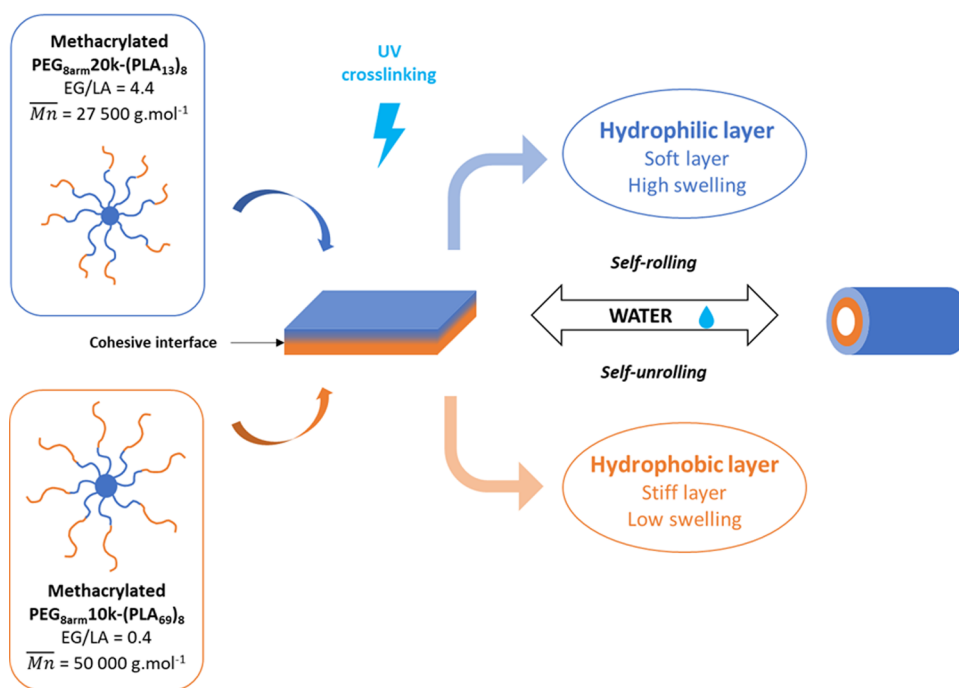 Methacrylated
PEG₈ₐᵣₘ20k-(PLA₁₃)₈
EG/LA = 4.4
M̅n̅ = 27 500 g.mol⁻¹
UV
crosslinking
Hydrophilic layer
Soft layer
High swelling
Self-rolling
WATER
Self-unrolling
Cohesive interface
Hydrophobic layer
Stiff layer
Low swelling
Methacrylated
PEG₈ₐᵣₘ10k-(PLA₆₉)₈
EG/LA = 0.4
M̅n̅ = 50 000 g.mol⁻¹